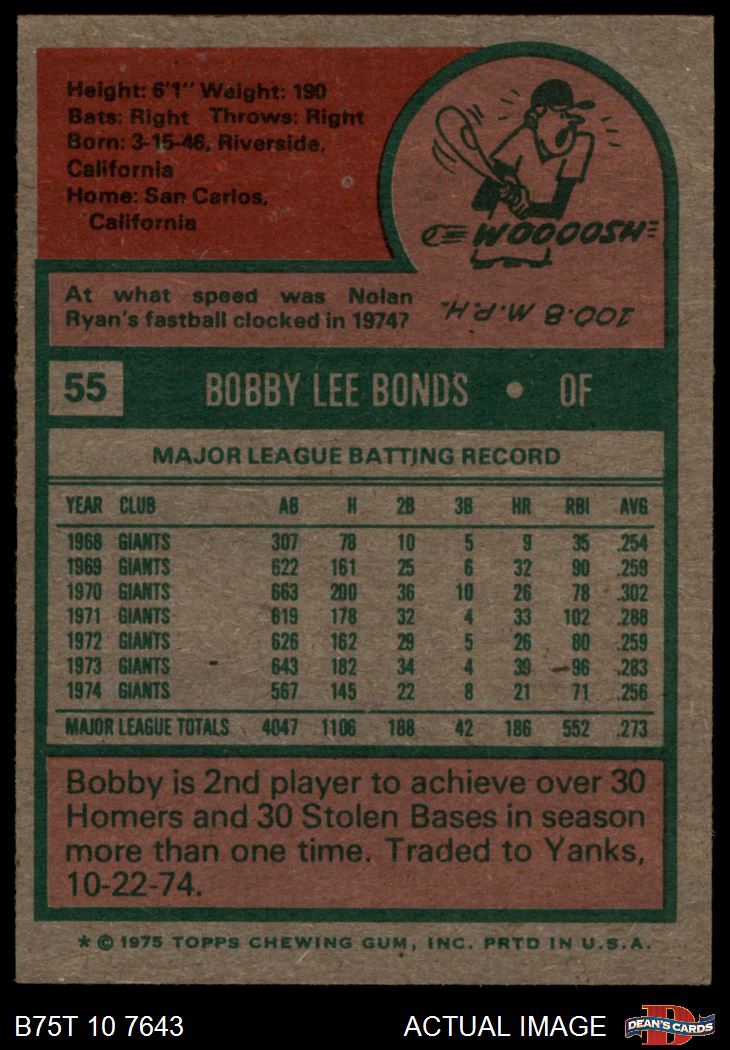 Height: 6'1" Weight: 190
Bats: Right Throws: Right
Born: 3-15-46, Riverside,
California
Home: San Carlos,
California
WOOOOSH
At what speed was Nolan
Ryan's fastball clocked in 1974?
100.8 M.P.H.
55 BOBBY LEE BONDS • OF
MAJOR LEAGUE BATTING RECORD
YEAR CLUB AB H 2B 3B HR RBI AVG
1968 GIANTS 307 78 10 5 9 35 .254
1969 GIANTS 622 161 25 6 32 90 .259
1970 GIANTS 663 200 36 10 26 78 .302
1971 GIANTS 619 178 32 4 33 102 .288
1972 GIANTS 626 162 29 5 26 80 .259
1973 GIANTS 643 182 34 4 39 96 .283
1974 GIANTS 567 145 22 8 21 71 .256
MAJOR LEAGUE TOTALS 4047 1106 188 42 186 552 .273
Bobby is 2nd player to achieve over 30
Homers and 30 Stolen Bases in season
more than one time. Traded to Yanks,
10-22-74.
* © 1975 TOPPS CHEWING GUM, INC. PRTD IN U.S.A.
B75T 10 7643 ACTUAL IMAGE
D
DEAN'S CARDS